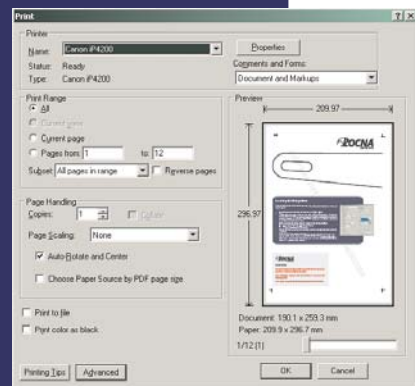 Print
Printer
Name: Canon iP4200
Properties
Status: Ready
Type: Canon iP4200
Comments and Forms:
Document and Markups
Print Range
All
Current view
Current page
Pages from: 1 to: 12
Subset: All pages in range
Reverse pages
Page Handling
Copies: 1
Collate
Page Scaling: None
Auto-Rotate and Center
Choose Paper Source by PDF page size
Print to file
Print color as black
Printing Tips
Advanced
Preview
209.97
296.97
ROCNA
Document: 190.1 x 259.3 mm
Paper: 209.9 x 296.7 mm
1/12 (1)
OK
Cancel